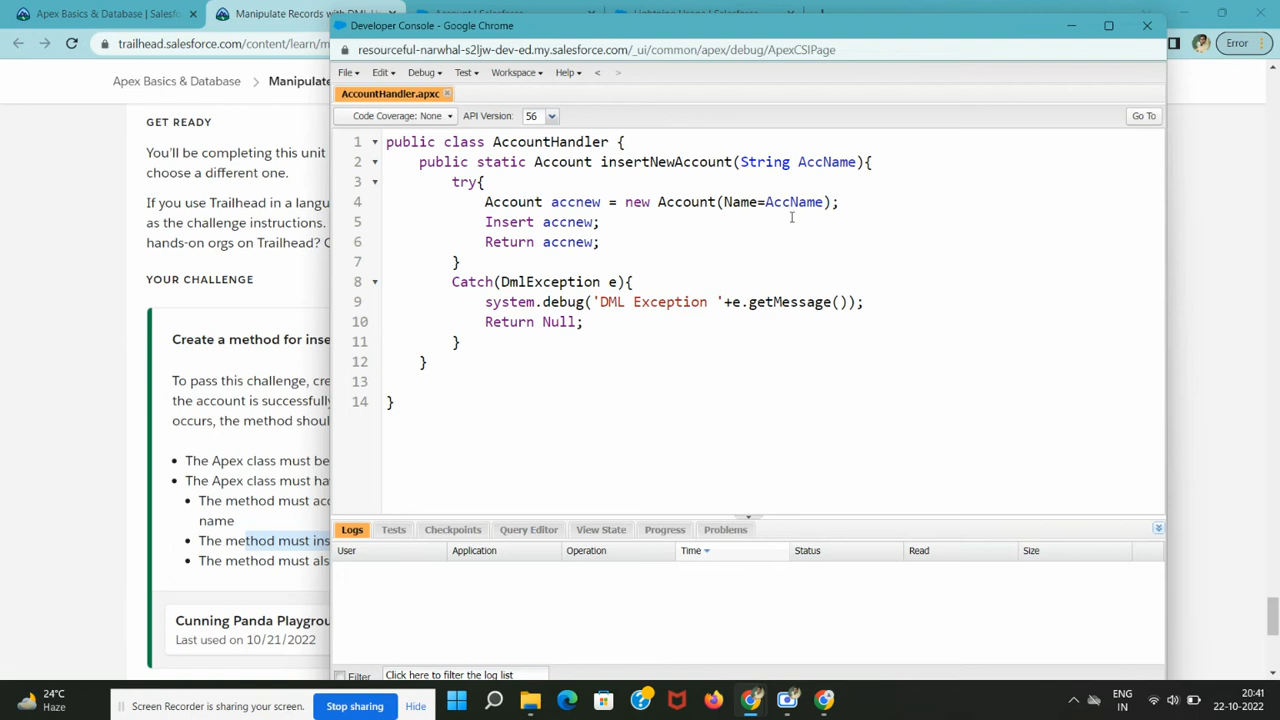 Apex Basics & Database | Salesf
Manipulate Records with DM
Developer Console - Google Chrome
trailhead.salesforce.com/content/learn/m
resourceful-narwhal-s2ljw-dev-ed.my.salesforce.com/_ui/common/apex/debug/ApexCSIPage
Error
File Edit Debug Test Workspace Help < >
Apex Basics & Database > Manipulate
AccountHandler.apxc
Code Coverage: None API Version: 56 Go To
GET READY
You'll be completing this unit
choose a different one.
If you use Trailhead in a langu
as the challenge instructions.
hands-on orgs on Trailhead? C
YOUR CHALLENGE
Create a method for inse
To pass this challenge, cre
the account is successfully
occurs, the method shoul
The Apex class must be
The Apex class must ha
The method must acc
name
The method must ins
The method must als
Cunning Panda Playgrou
Last used on 10/21/2022
1 public class AccountHandler {
2 public static Account insertNewAccount(String AccName){
3 try{
4 Account accnew = new Account(Name=AccName);
5 Insert accnew;
6 Return accnew;
7 }
8 Catch(DmlException e){
9 system.debug('DML Exception '+e.getMessage());
10 Return Null;
11 }
12 }
13
14 }
Logs Tests Checkpoints Query Editor View State Progress Problems
User Application Operation Time Status Read Size
Filter Click here to filter the log list
24°C
Haze
Screen Recorder is sharing your screen. Stop sharing Hide
ENG
IN
20:41
22-10-2022